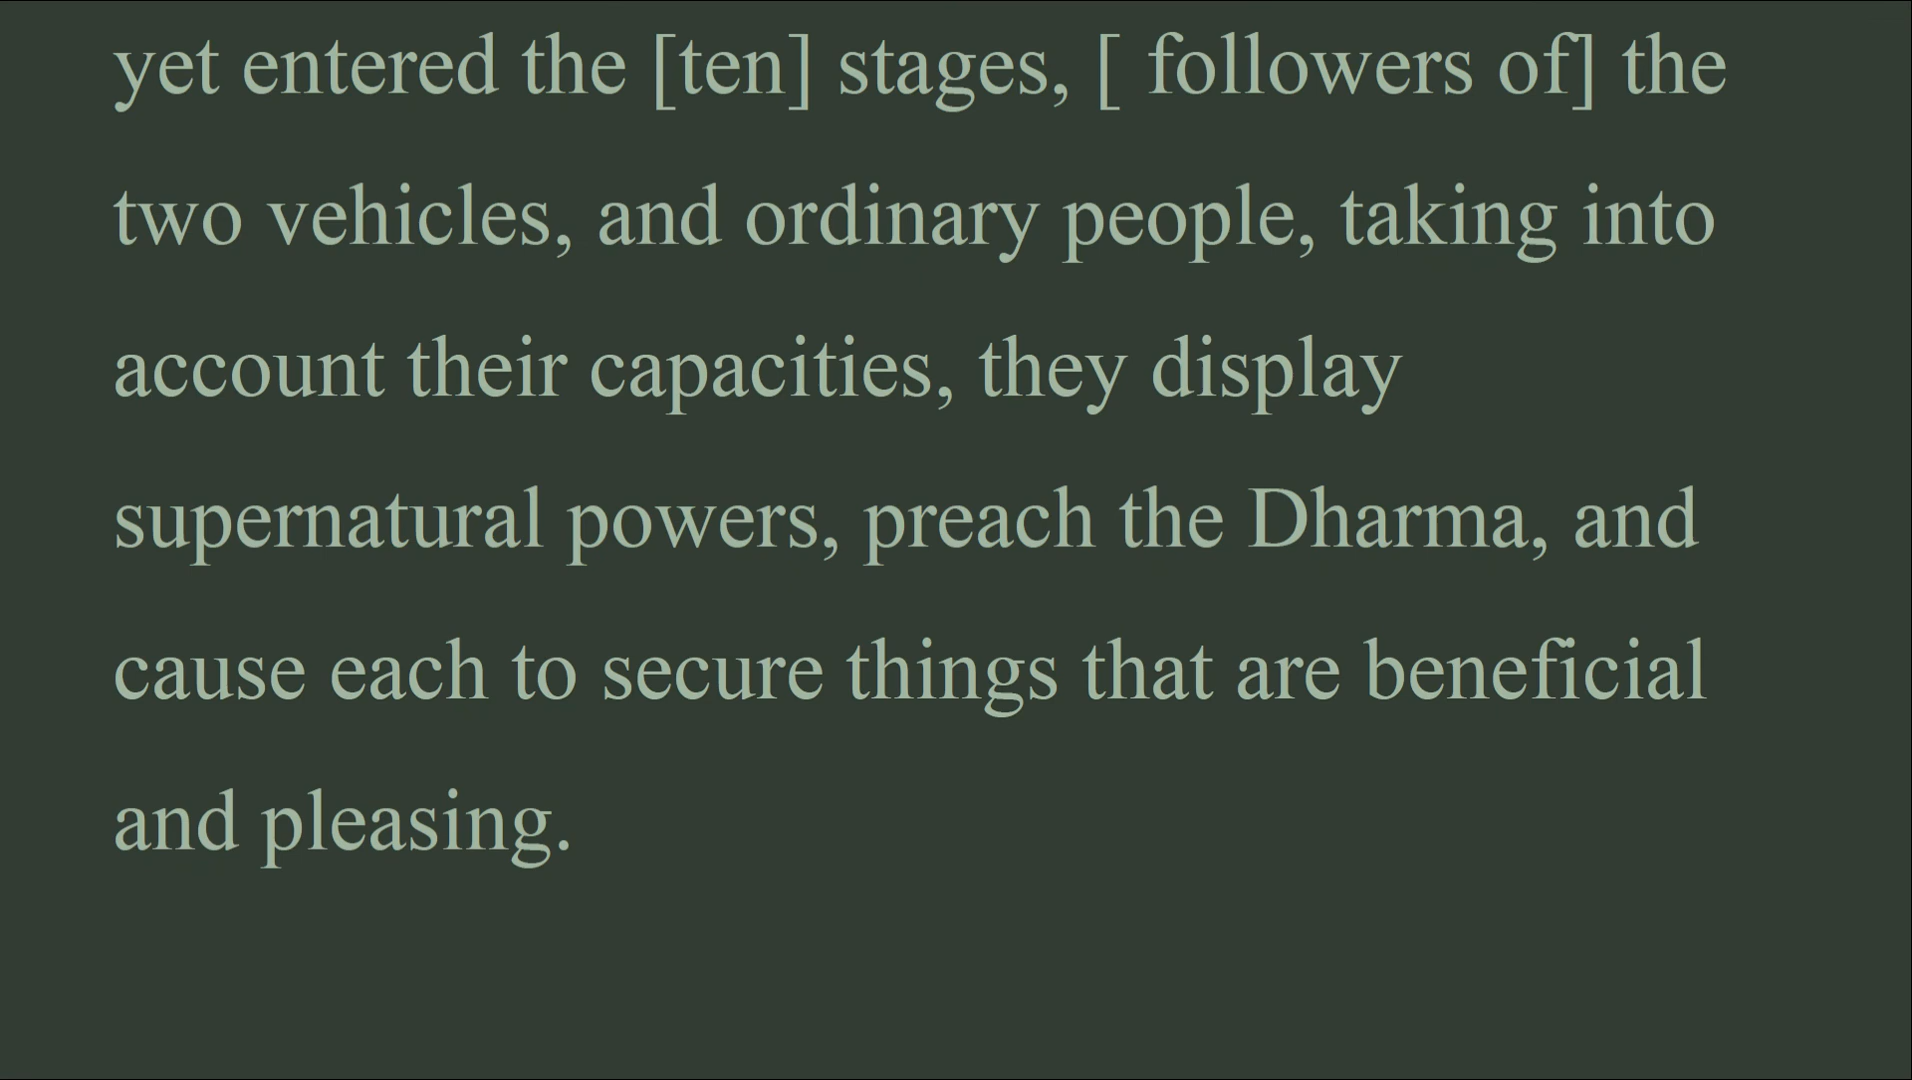 yet entered the [ten] stages, [ followers of] the
two vehicles, and ordinary people, taking into
account their capacities, they display
supernatural powers, preach the Dharma, and
cause each to secure things that are beneficial
and pleasing.